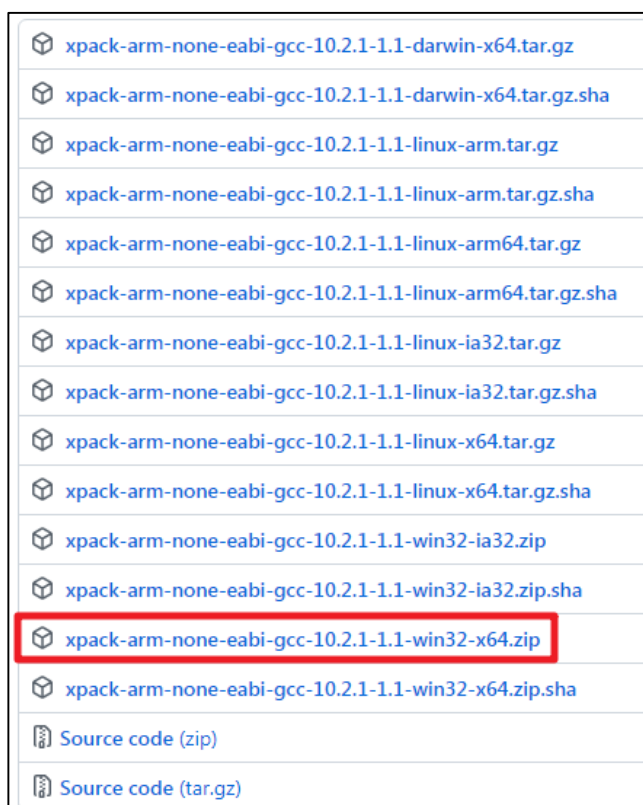 xpack-arm-none-eabi-gcc-10.2.1-1.1-darwin-x64.tar.gz
xpack-arm-none-eabi-gcc-10.2.1-1.1-darwin-x64.tar.gz.sha
xpack-arm-none-eabi-gcc-10.2.1-1.1-linux-arm.tar.gz
xpack-arm-none-eabi-gcc-10.2.1-1.1-linux-arm.tar.gz.sha
xpack-arm-none-eabi-gcc-10.2.1-1.1-linux-arm64.tar.gz
xpack-arm-none-eabi-gcc-10.2.1-1.1-linux-arm64.tar.gz.sha
xpack-arm-none-eabi-gcc-10.2.1-1.1-linux-ia32.tar.gz
xpack-arm-none-eabi-gcc-10.2.1-1.1-linux-ia32.tar.gz.sha
xpack-arm-none-eabi-gcc-10.2.1-1.1-linux-x64.tar.gz
xpack-arm-none-eabi-gcc-10.2.1-1.1-linux-x64.tar.gz.sha
xpack-arm-none-eabi-gcc-10.2.1-1.1-win32-ia32.zip
xpack-arm-none-eabi-gcc-10.2.1-1.1-win32-ia32.zip.sha
xpack-arm-none-eabi-gcc-10.2.1-1.1-win32-x64.zip
xpack-arm-none-eabi-gcc-10.2.1-1.1-win32-x64.zip.sha
Source code (zip)
Source code (tar.gz)